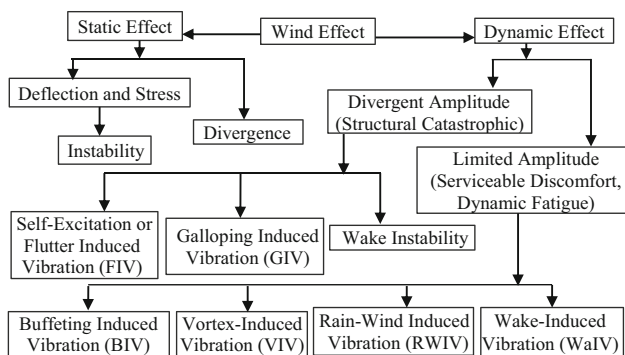 Static Effect
Wind Effect
Dynamic Effect
Deflection and Stress
Divergent Amplitude
(Structural Catastrophic)
Instability
Divergence
Limited Amplitude
(Serviceable Discomfort,
Dynamic Fatigue)
Self-Excitation or
Flutter Induced
Vibration (FIV)
Galloping Induced
Vibration (GIV)
Wake Instability
Buffeting Induced
Vibration (BIV)
Vortex-Induced
Vibration (VIV)
Rain-Wind Induced
Vibration (RWIV)
Wake-Induced
Vibration (WaIV)